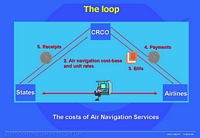 The loop
CRCO
5. Receipts
4. Payments
2. Air navigation cost-base
and unit rates
3. Bills
States
Airlines
The costs of Air Navigation Services